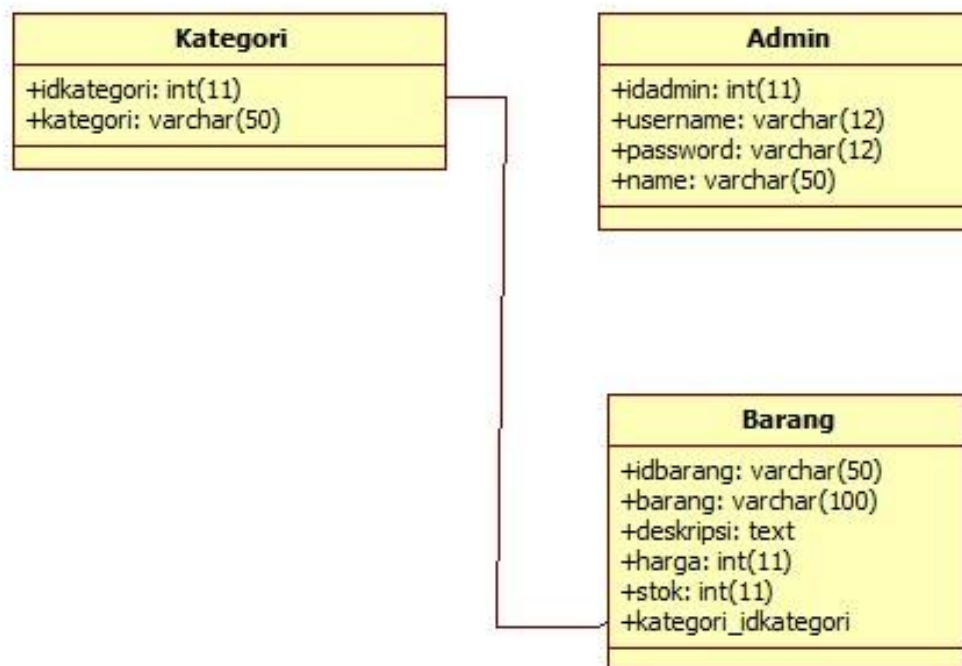 Kategori
+idkategori: int(11)
+kategori: varchar(50)
Admin
+idadmin: int(11)
+username: varchar(12)
+password: varchar(12)
+name: varchar(50)
Barang
+idbarang: varchar(50)
+barang: varchar(100)
+deskripsi: text
+harga: int(11)
+stok: int(11)
+kategori_idkategori